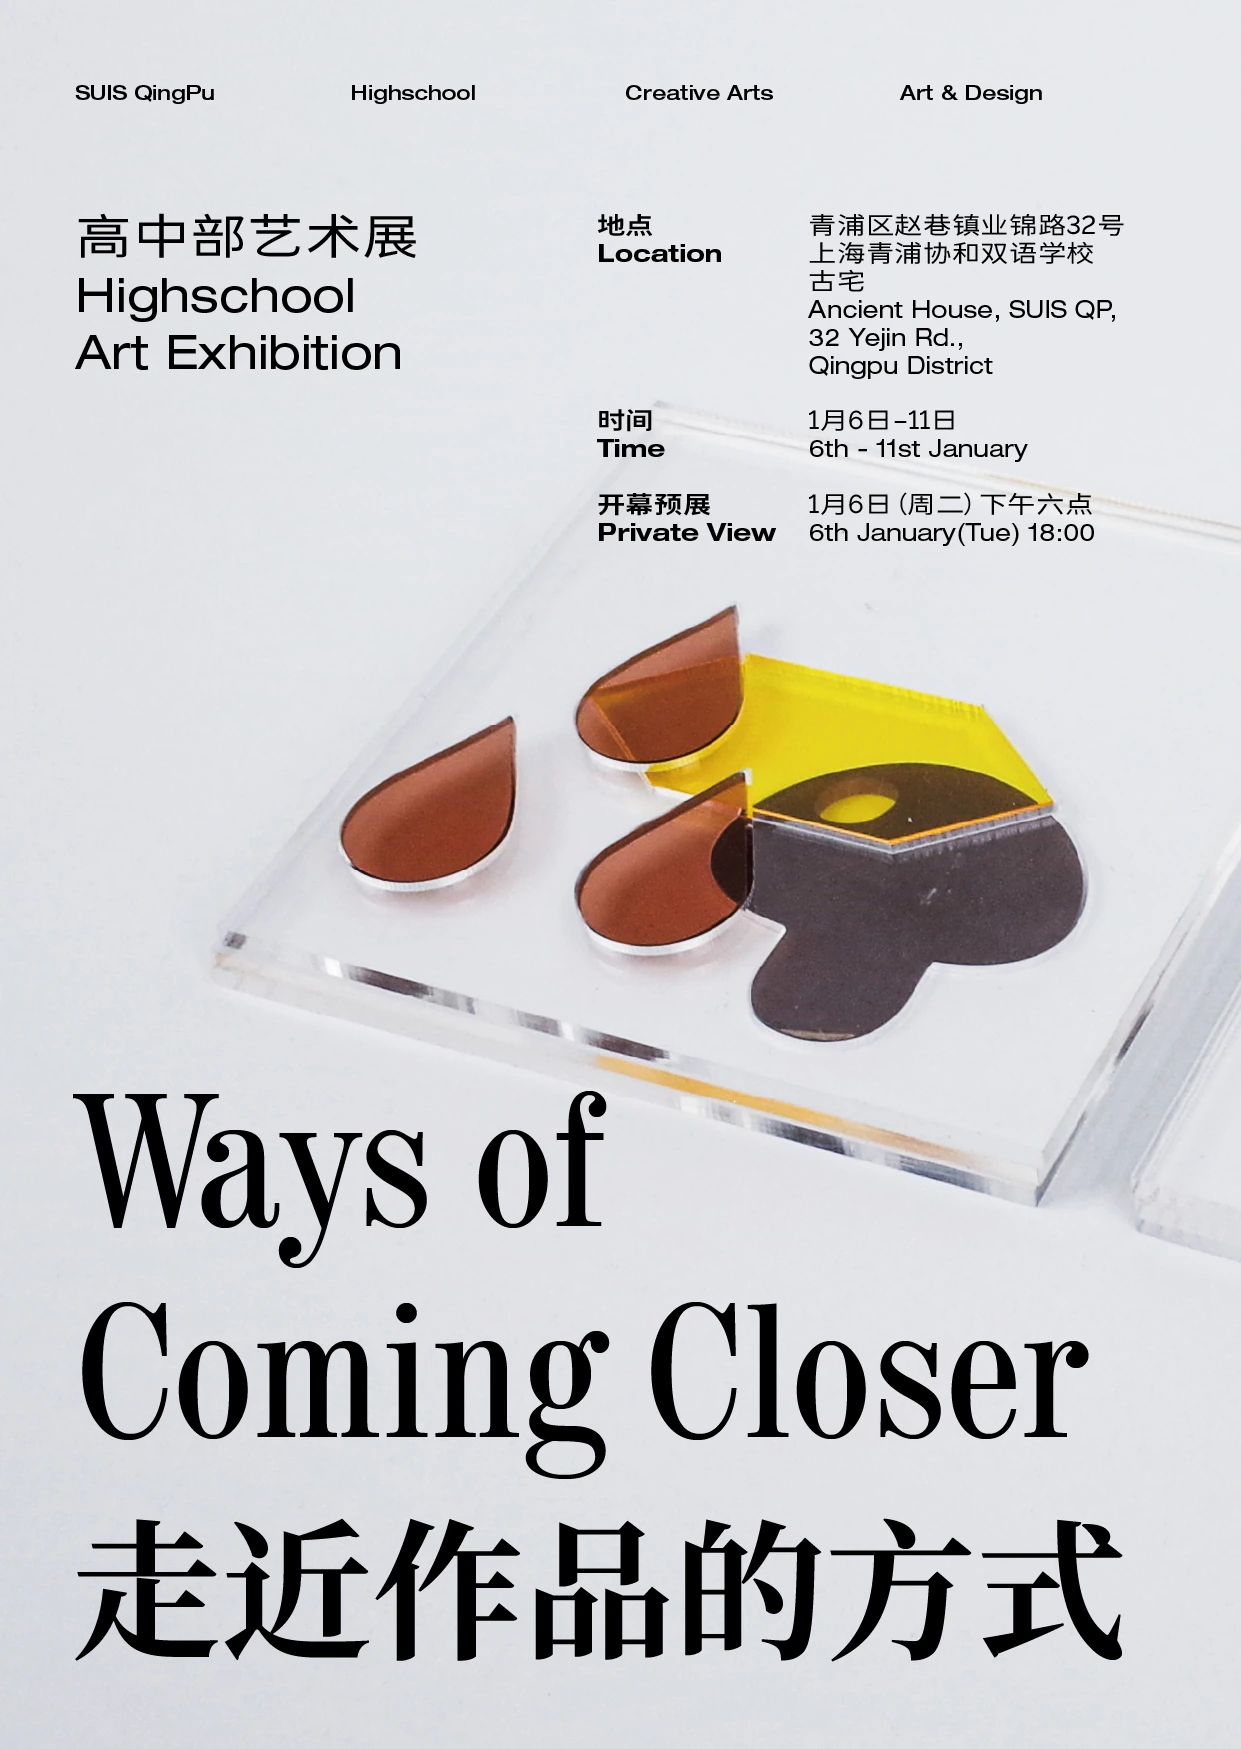 SUIS QingPu Highschool Creative Arts Art & Design
高中部艺术展
Highschool
Art Exhibition
地点
Location
青浦区赵巷镇业锦路32号
上海青浦协和双语学校
古宅
Ancient House, SUIS QP,
32 Yejin Rd.,
Qingpu District
时间
Time
1月6日–11日
6th - 11st January
开幕预展
Private View
1月6日（周二）下午六点
6th January(Tue) 18:00
Ways of
Coming Closer
走近作品的方式